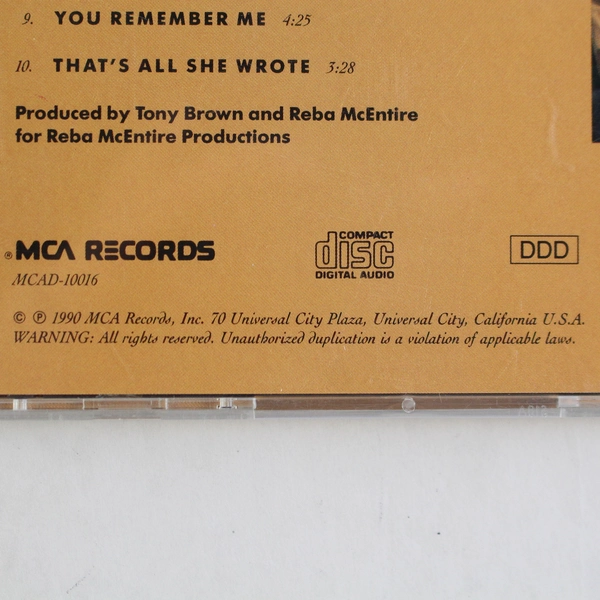 9. YOU REMEMBER ME 4:25
10. THAT'S ALL SHE WROTE 3:28
Produced by Tony Brown and Reba McEntire
for Reba McEntire Productions
® MCA RECORDS
COMPACT
disc
DIGITAL AUDIO
DDD
MCAD-10016
© ℗ 1990 MCA Records, Inc. 70 Universal City Plaza, Universal City, California U.S.A.
WARNING: All rights reserved. Unauthorized duplication is a violation of applicable laws.